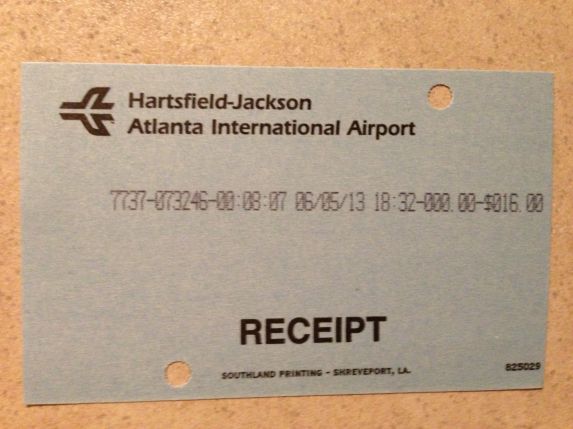 Hartsfield-Jackson
Atlanta International Airport
7737-073246-00:08:07 06/05/13 18:32-000.00-$016.00
RECEIPT
SOUTHLAND PRINTING - SHREVEPORT, LA.
825029